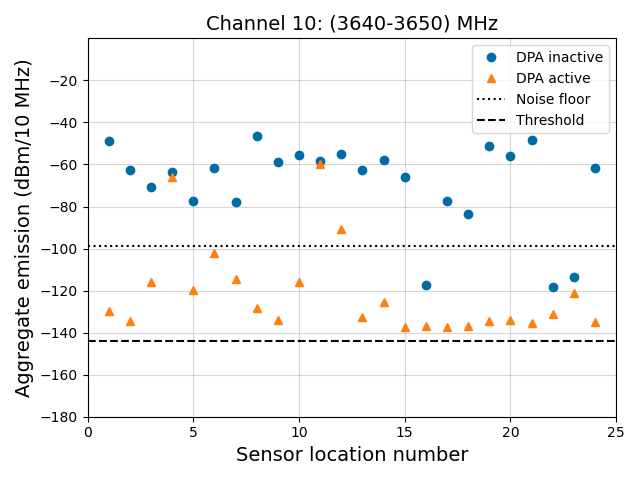 Channel 10: (3640-3650) MHz
DPA inactive
DPA active
Noise floor
Threshold
Aggregate emission (dBm/10 MHz)
−20
−40
−60
−80
−100
−120
−140
−160
−180
0 5 10 15 20 25
Sensor location number